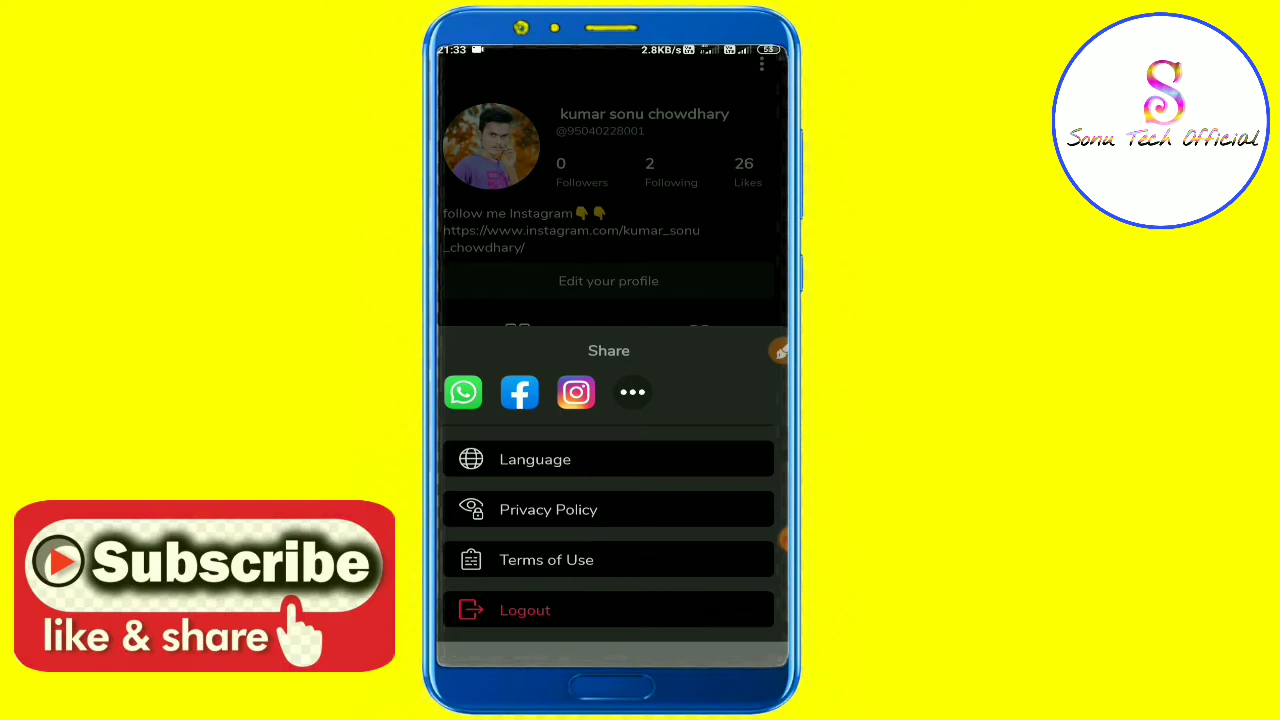 21:33
2.8KB/s
53
kumar sonu chowdhary
@95040228001
0
2
26
Followers
Following
Likes
follow me Instagram👇👇
https://www.instagram.com/kumar_sonu
_chowdhary/
Edit your profile
Share
Language
Privacy Policy
Terms of Use
Logout
S
Sonu Tech Official
Subscribe
like & share